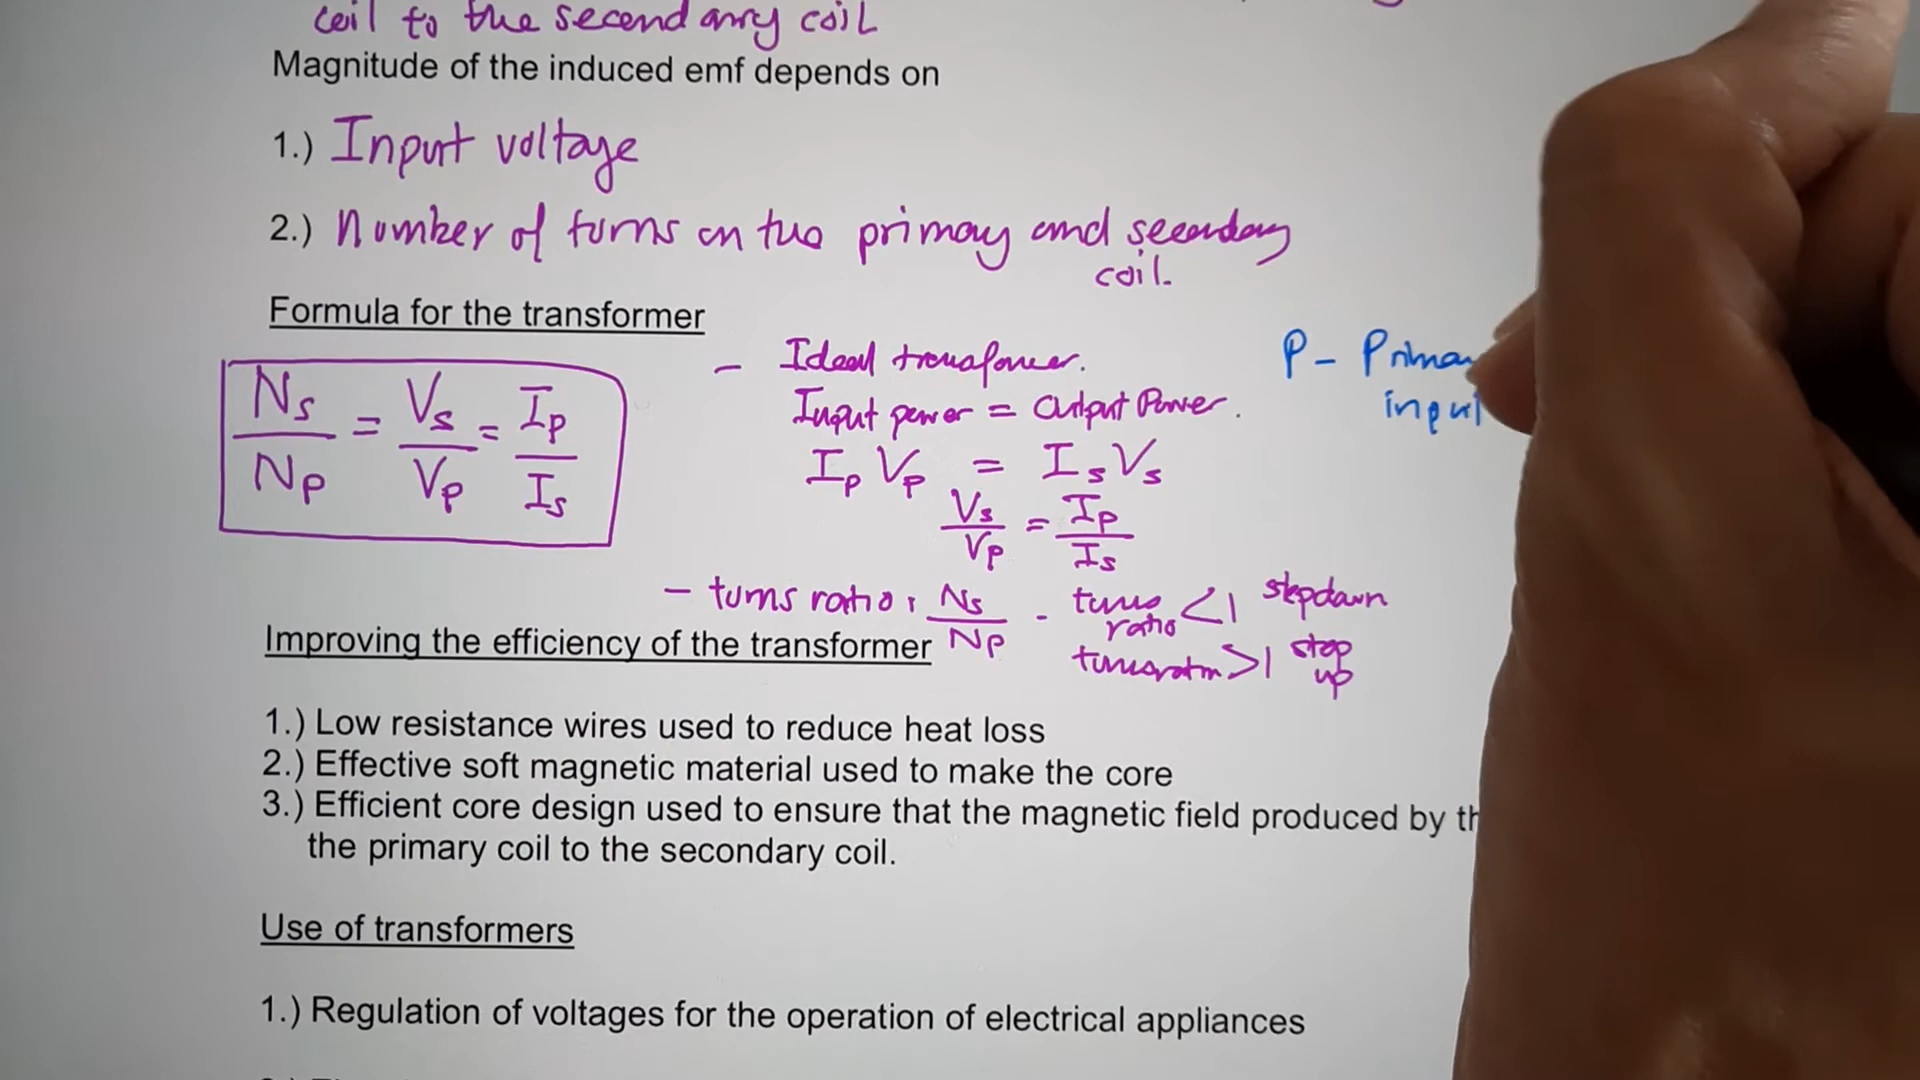 coil to the secondary coil
Magnitude of the induced emf depends on
1.) Input voltage
2.) Number of turns on the primary and secondary
coil.
Formula for the transformer
Ns/Np = Vs/Vp = Ip/Is
- Ideal transformer.
Input power = Output Power.
Ip Vp = Is Vs
Vs/Vp = Ip/Is
P - Prima
input
- turns ratio: Ns/Np - turns ratio <1 stepdown
turns ratio >1 step up
Improving the efficiency of the transformer
1.) Low resistance wires used to reduce heat loss
2.) Effective soft magnetic material used to make the core
3.) Efficient core design used to ensure that the magnetic field produced by th
the primary coil to the secondary coil.
Use of transformers
1.) Regulation of voltages for the operation of electrical appliances